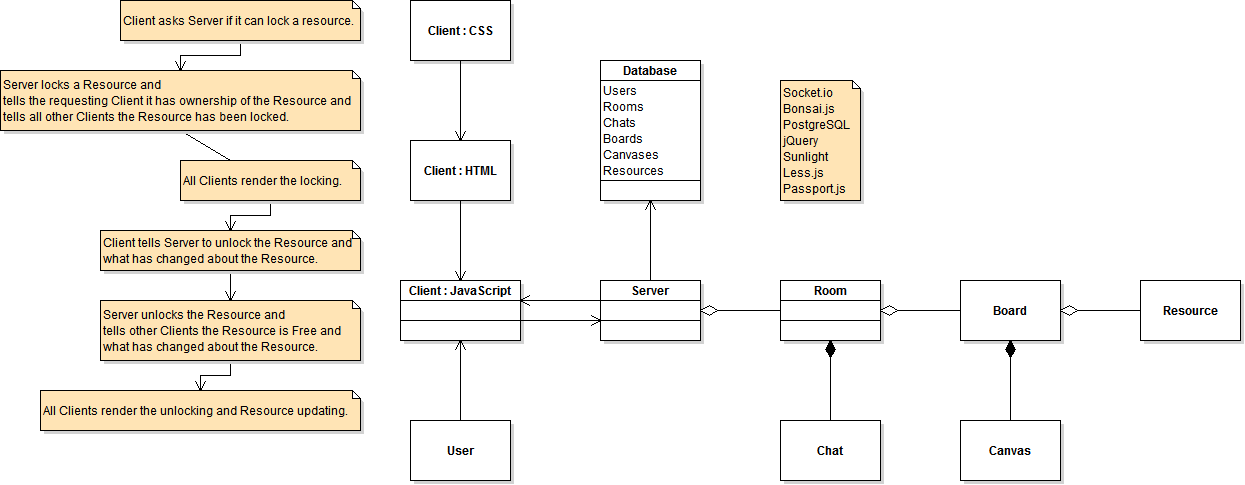 Client asks Server if it can lock a resource.
Server locks a Resource and
tells the requesting Client it has ownership of the Resource and
tells all other Clients the Resource has been locked.
All Clients render the locking.
Client tells Server to unlock the Resource and
what has changed about the Resource.
Server unlocks the Resource and
tells other Clients the Resource is Free and
what has changed about the Resource.
All Clients render the unlocking and Resource updating.
Client : CSS
Client : HTML
Client : JavaScript
User
Database
Users
Rooms
Chats
Boards
Canvases
Resources
Server
Socket.io
Bonsai.js
PostgreSQL
jQuery
Sunlight
Less.js
Passport.js
Room
Chat
Board
Canvas
Resource